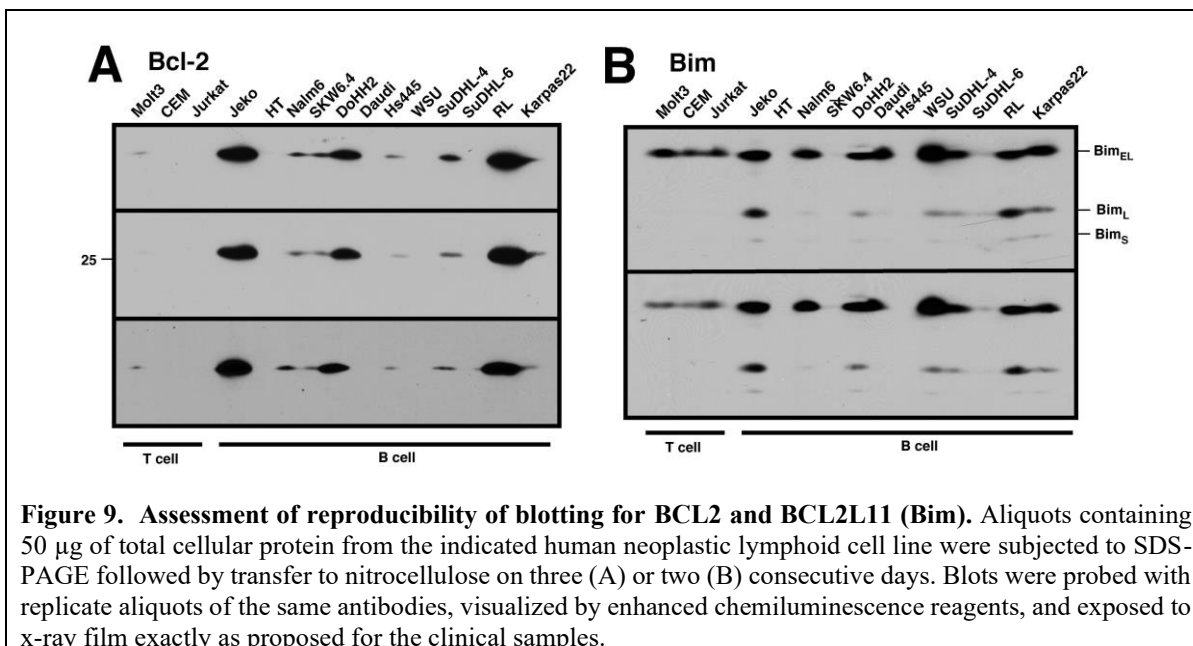 A Bcl-2
Molt3 CEM Jurkat Jeko HT Nalm6 SKW6.4 DoHH2 Daudi Hs445 WSU SuDHL-4 SuDHL-6 RL Karpas22
25
T cell B cell
B Bim
Molt3 CEM Jurkat Jeko HT Nalm6 SKW6.4 DoHH2 Daudi Hs445 WSU SuDHL-4 SuDHL-6 RL Karpas22
BimEL
BimL
BimS
T cell B cell
Figure 9. Assessment of reproducibility of blotting for BCL2 and BCL2L11 (Bim). Aliquots containing
50 µg of total cellular protein from the indicated human neoplastic lymphoid cell line were subjected to SDS-
PAGE followed by transfer to nitrocellulose on three (A) or two (B) consecutive days. Blots were probed with
replicate aliquots of the same antibodies, visualized by enhanced chemiluminescence reagents, and exposed to
x-ray film exactly as proposed for the clinical samples.